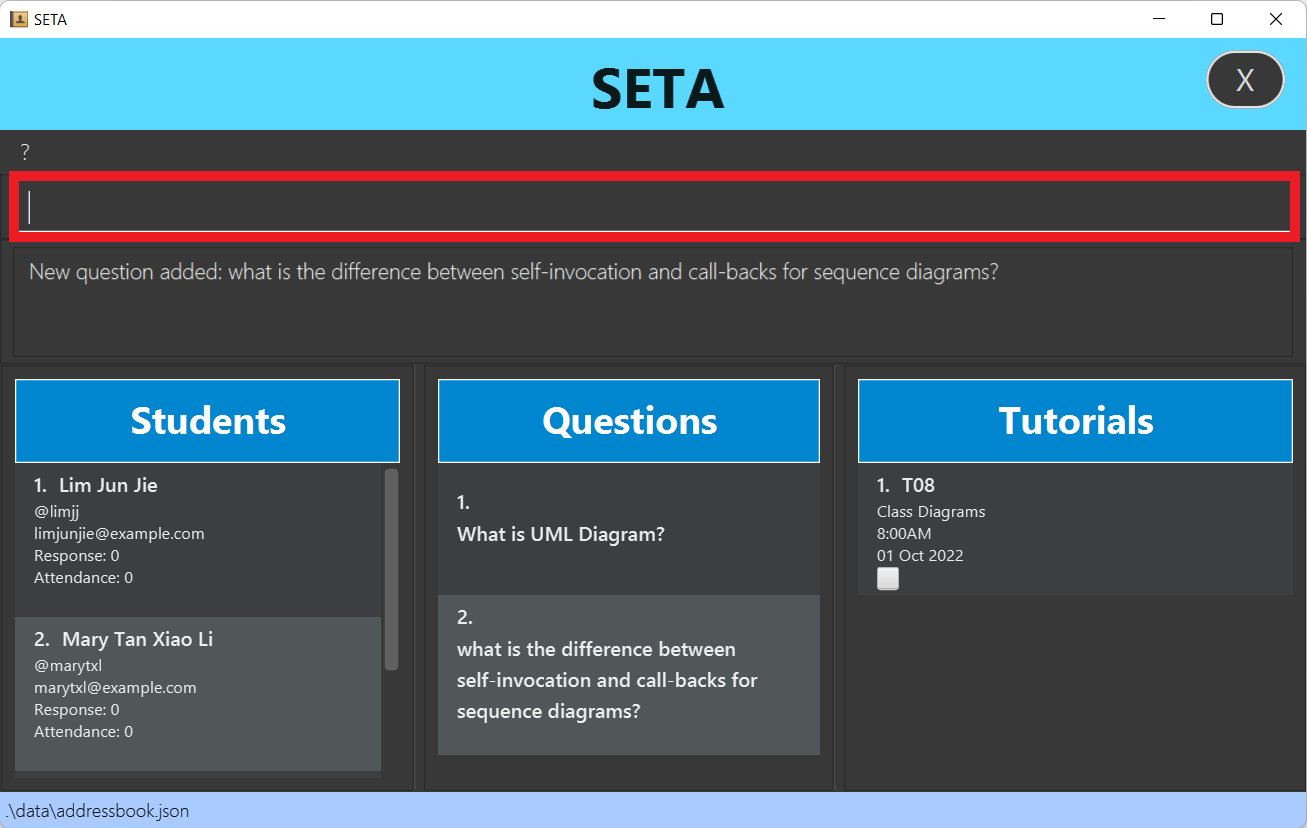 SETA
SETA
X
?
New question added: what is the difference between self-invocation and call-backs for sequence diagrams?
Students
1. Lim Jun Jie
@limjj
limjunjie@example.com
Response: 0
Attendance: 0
2. Mary Tan Xiao Li
@marytxl
marytxl@example.com
Response: 0
Attendance: 0
Questions
1.
What is UML Diagram?
2.
what is the difference between
self-invocation and call-backs for
sequence diagrams?
Tutorials
1. T08
Class Diagrams
8:00AM
01 Oct 2022
.\data\addressbook.json